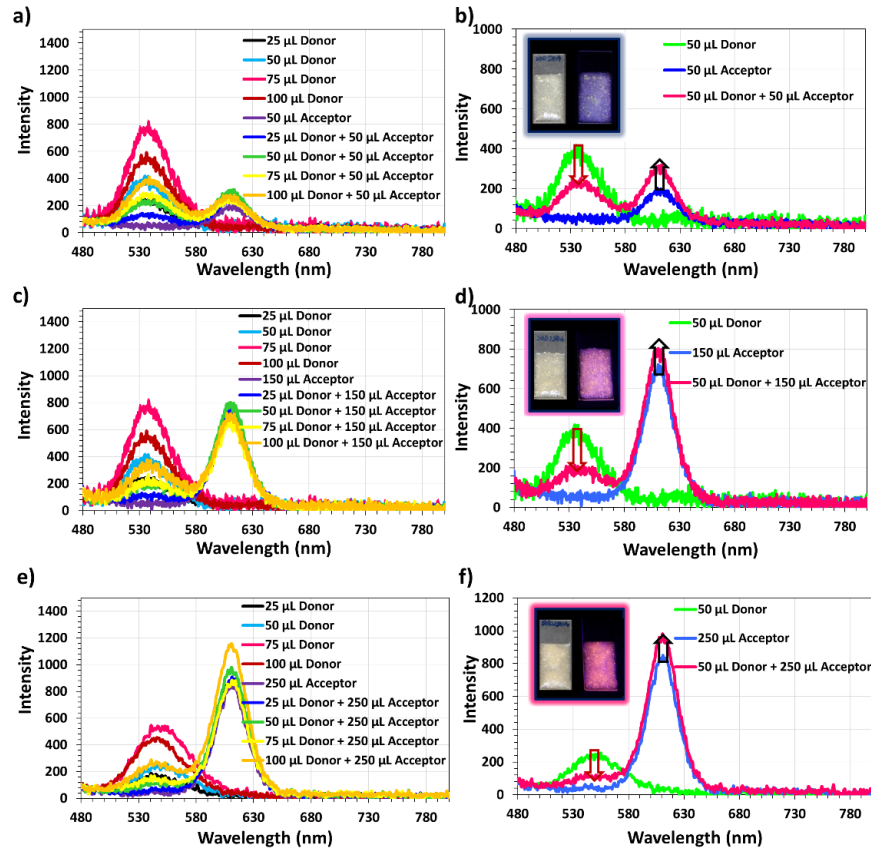 a)
1400
1200
1000
800
600
400
200
0
Intensity
480 530 580 630 680 730 780
Wavelength (nm)
25 µL Donor
50 µL Donor
75 µL Donor
100 µL Donor
50 µL Acceptor
25 µL Donor + 50 µL Acceptor
50 µL Donor + 50 µL Acceptor
75 µL Donor + 50 µL Acceptor
100 µL Donor + 50 µL Acceptor
b)
1000
800
600
400
200
0
Intensity
480 530 580 630 680 730 780
Wavelength (nm)
50 µL Donor
50 µL Acceptor
50 µL Donor + 50 µL Acceptor
c)
1400
1200
1000
800
600
400
200
0
Intensity
480 530 580 630 680 730 780
Wavelength (nm)
25 µL Donor
50 µL Donor
75 µL Donor
100 µL Donor
150 µL Acceptor
25 µL Donor + 150 µL Acceptor
50 µL Donor + 150 µL Acceptor
75 µL Donor + 150 µL Acceptor
100 µL Donor + 150 µL Acceptor
d)
1000
800
600
400
200
0
Intensity
480 530 580 630 680 730 780
Wavelength (nm)
50 µL Donor
150 µL Acceptor
50 µL Donor + 150 µL Acceptor
e)
1400
1200
1000
800
600
400
200
0
Intensity
480 530 580 630 680 730 780
Wavelength (nm)
25 µL Donor
50 µL Donor
75 µL Donor
100 µL Donor
250 µL Acceptor
25 µL Donor + 250 µL Acceptor
50 µL Donor + 250 µL Acceptor
75 µL Donor + 250 µL Acceptor
100 µL Donor + 250 µL Acceptor
f)
1200
1000
800
600
400
200
0
Intensity
480 530 580 630 680 730 780
Wavelength (nm)
50 µL Donor
250 µL Acceptor
50 µL Donor + 250 µL Acceptor